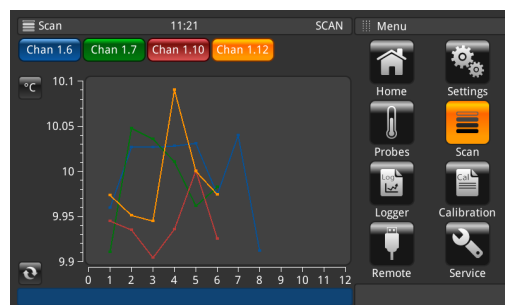 Scan 11:21 SCAN Menu
Chan 1.6 Chan 1.7 Chan 1.10 Chan 1.12
°C
10.1
10.05
10
9.95
9.9
0 1 2 3 4 5 6 7 8 9 10 11 12
Home Settings
Probes Scan
Log Cal
Logger Calibration
Remote Service